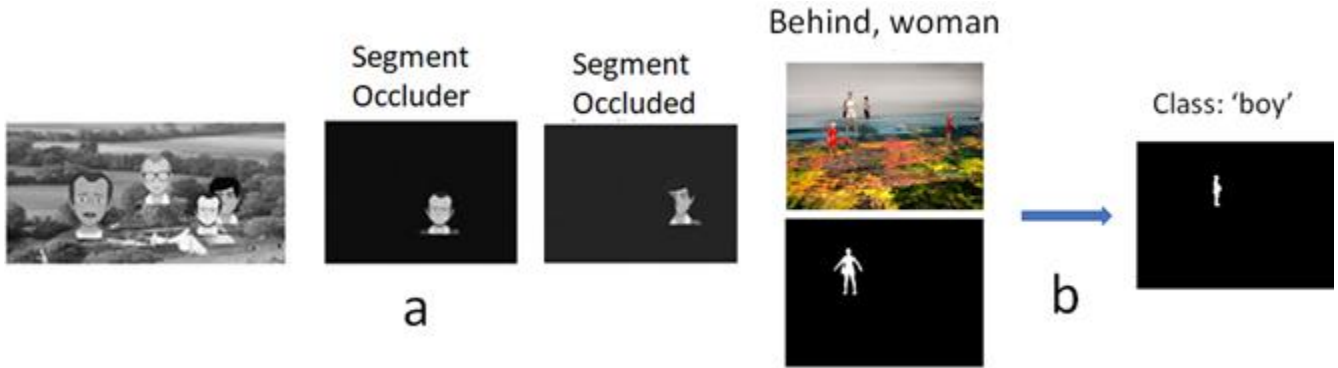 Segment
Occluder
Segment
Occluded
Behind, woman
Class: ‘boy’
a
b